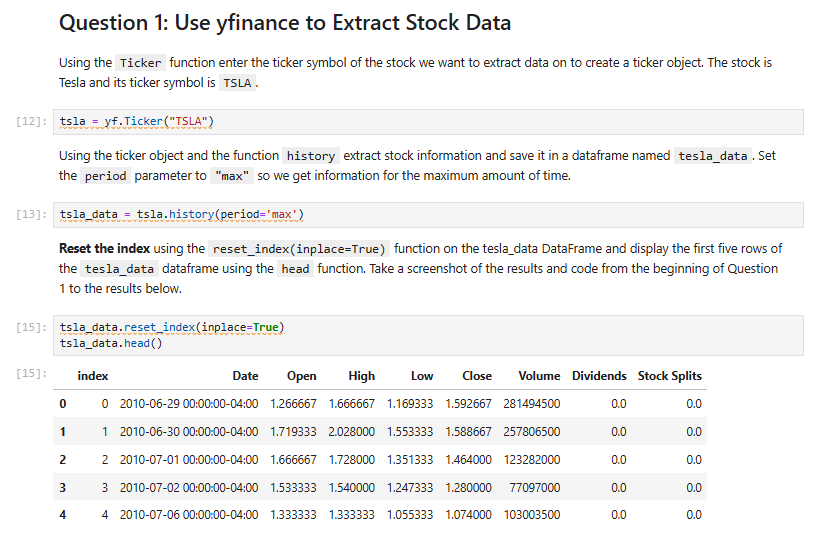 Question 1: Use yfinance to Extract Stock Data
Using the Ticker function enter the ticker symbol of the stock we want to extract data on to create a ticker object. The stock is
Tesla and its ticker symbol is TSLA .
[12]: tsla = yf.Ticker("TSLA")
Using the ticker object and the function history extract stock information and save it in a dataframe named tesla_data . Set
the period parameter to "max" so we get information for the maximum amount of time.
[13]: tsla_data = tsla.history(period='max')
Reset the index using the reset_index(inplace=True) function on the tesla_data DataFrame and display the first five rows of
the tesla_data dataframe using the head function. Take a screenshot of the results and code from the beginning of Question
1 to the results below.
[15]: tsla_data.reset_index(inplace=True)
tsla_data.head()
[15]: index Date Open High Low Close Volume Dividends Stock Splits
0 0 2010-06-29 00:00:00-04:00 1.266667 1.666667 1.169333 1.592667 281494500 0.0 0.0
1 1 2010-06-30 00:00:00-04:00 1.719333 2.028000 1.553333 1.588667 257806500 0.0 0.0
2 2 2010-07-01 00:00:00-04:00 1.666667 1.728000 1.351333 1.464000 123282000 0.0 0.0
3 3 2010-07-02 00:00:00-04:00 1.533333 1.540000 1.247333 1.280000 77097000 0.0 0.0
4 4 2010-07-06 00:00:00-04:00 1.333333 1.333333 1.055333 1.074000 103003500 0.0 0.0